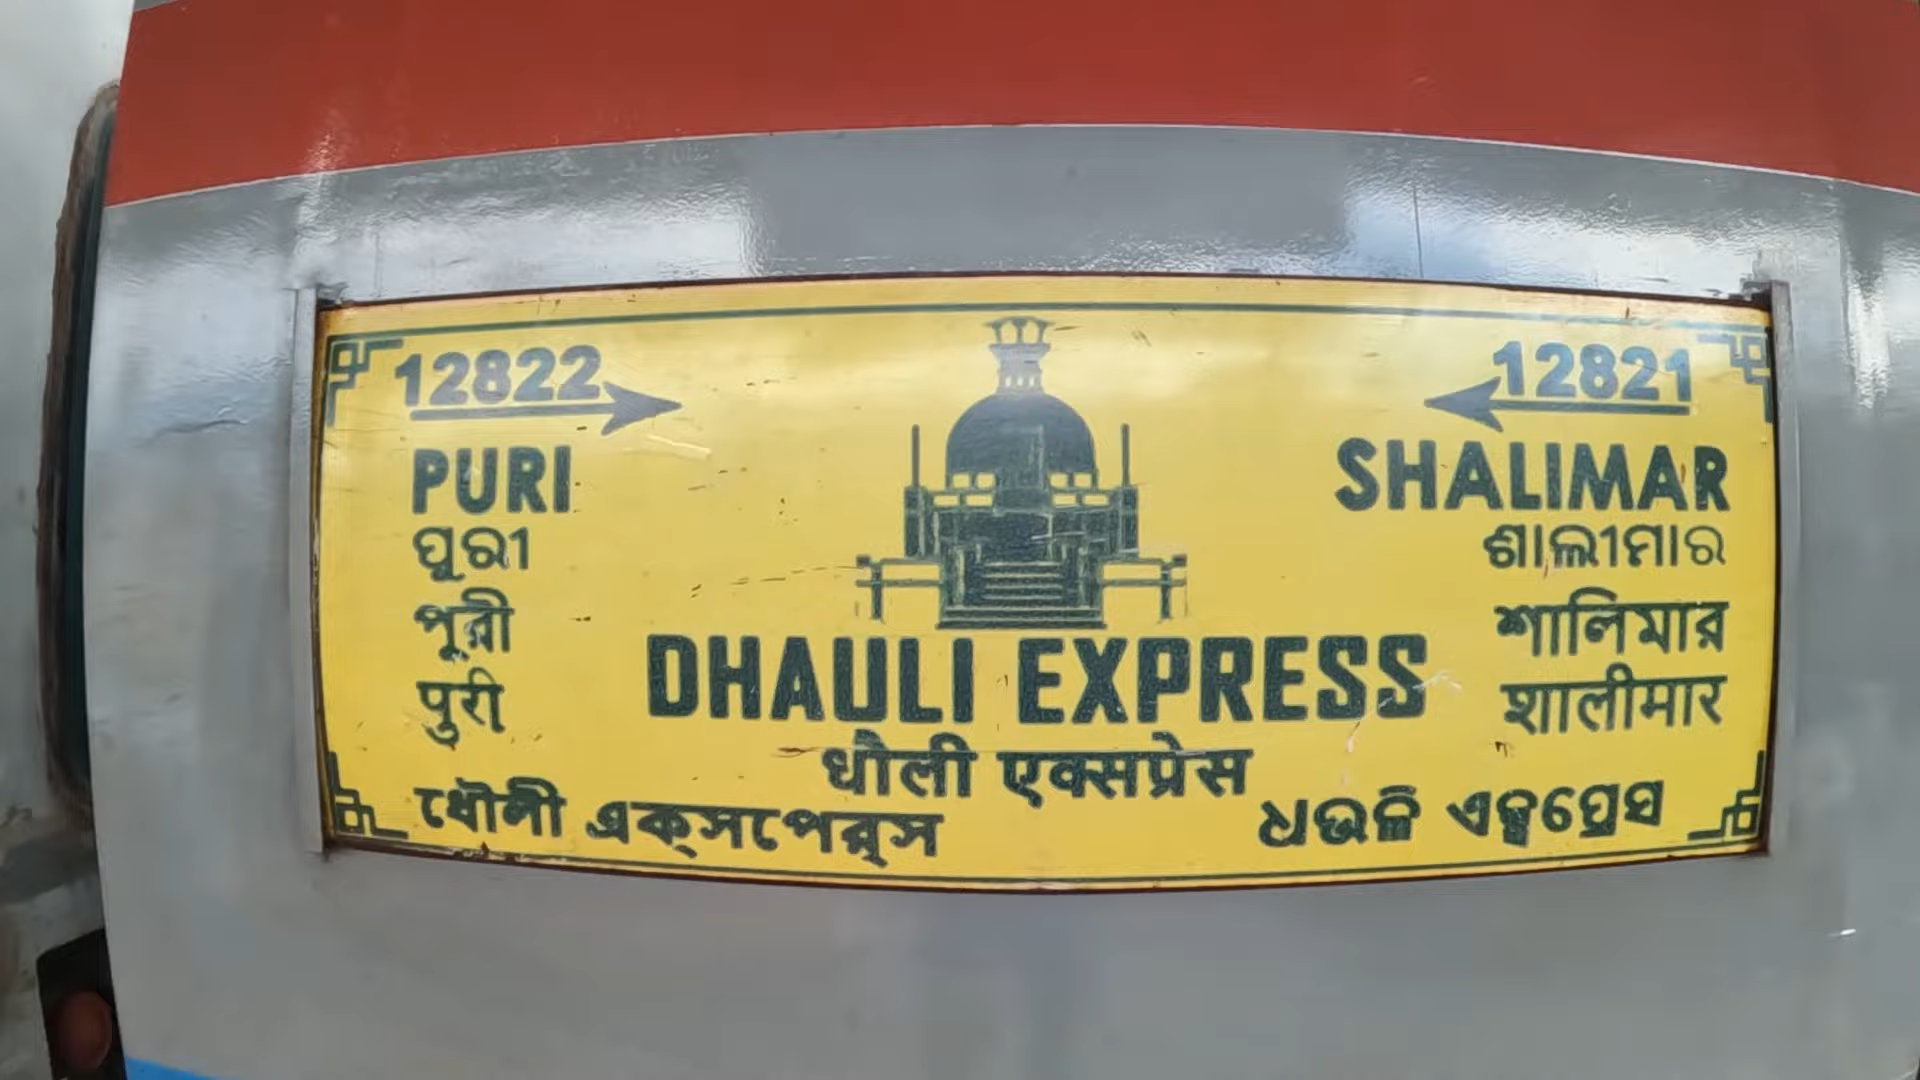 12822
12821
PURI
SHALIMAR
ପୁରୀ
ଶାଲୀମାର
পুরী
শালিমার
पुरी
शालीमार
DHAULI EXPRESS
धौली एक्सप्रेस
ধৌলী এক্সপের্স
ଧଉଳି ଏକ୍ସପ୍ରେସ